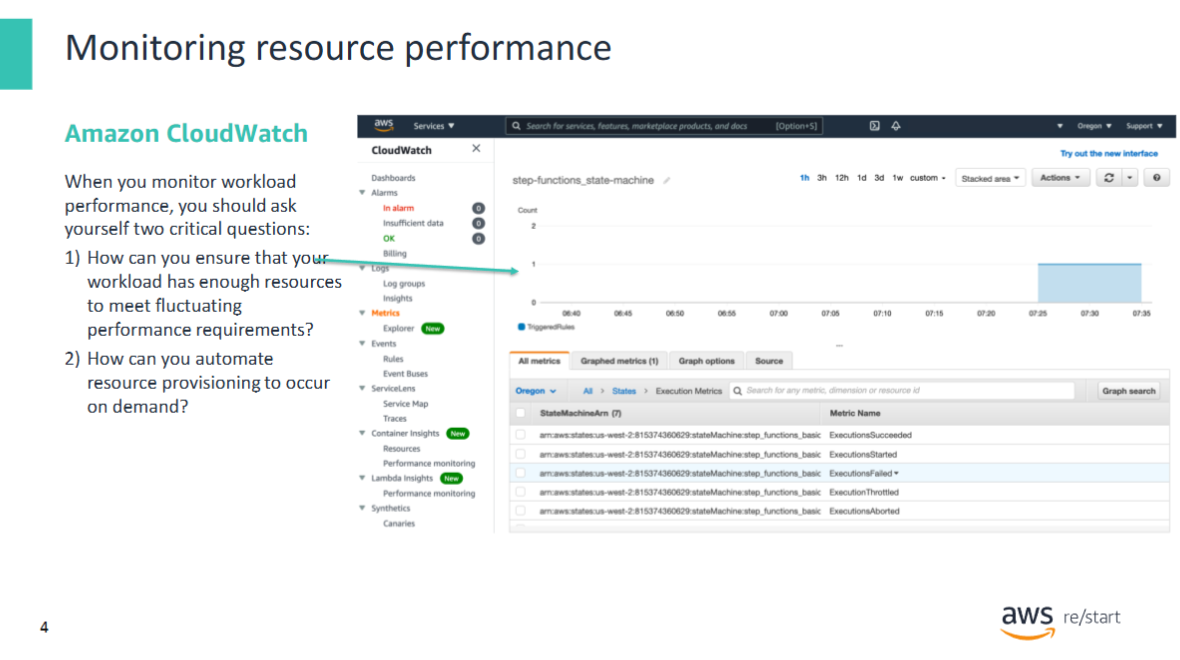 Monitoring resource performance
Amazon CloudWatch
When you monitor workload
performance, you should ask
yourself two critical questions:
1) How can you ensure that your
workload has enough resources
to meet fluctuating
performance requirements?
2) How can you automate
resource provisioning to occur
on demand?
aws Services Search for services, features, marketplace products, and docs [Option+S] Oregon Support
CloudWatch
Dashboards
Alarms
In alarm 0
Insufficient data 0
OK 0
Billing
Logs
Log groups
Insights
Metrics
Explorer New
Events
Rules
Event Buses
ServiceLens
Service Map
Traces
Container Insights New
Resources
Performance monitoring
Lambda Insights New
Performance monitoring
Synthetics
Canaries
Try out the new interface
step-functions_state-machine 1h 3h 12h 1d 3d 1w custom Stacked area Actions
Count
2
1
0
06:40 06:45 06:50 06:55 07:00 07:05 07:10 07:15 07:20 07:25 07:30 07:35
TriggeredRules
All metrics Graphed metrics (1) Graph options Source
Oregon All > States > Execution Metrics Search for any metric, dimension or resource id Graph search
StateMachineArn (7) Metric Name
arn:aws:states:us-west-2:815374360629:stateMachine:step_functions_basic ExecutionsSucceeded
arn:aws:states:us-west-2:815374360629:stateMachine:step_functions_basic ExecutionsStarted
arn:aws:states:us-west-2:815374360629:stateMachine:step_functions_basic ExecutionsFailed
arn:aws:states:us-west-2:815374360629:stateMachine:step_functions_basic ExecutionThrottled
arn:aws:states:us-west-2:815374360629:stateMachine:step_functions_basic ExecutionsAborted
4
aws re/start